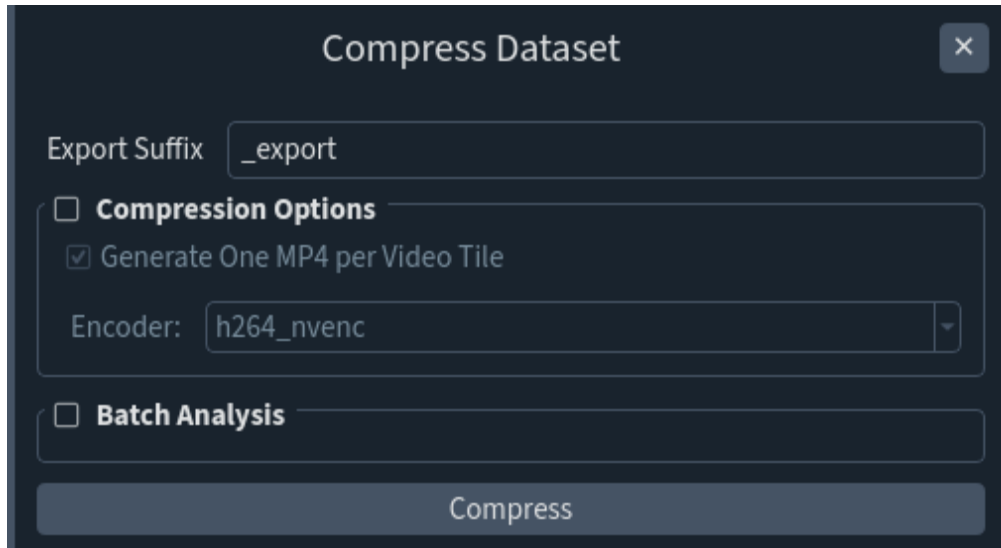 Compress Dataset
Export Suffix _export
Compression Options
Generate One MP4 per Video Tile
Encoder: h264_nvenc
Batch Analysis
Compress